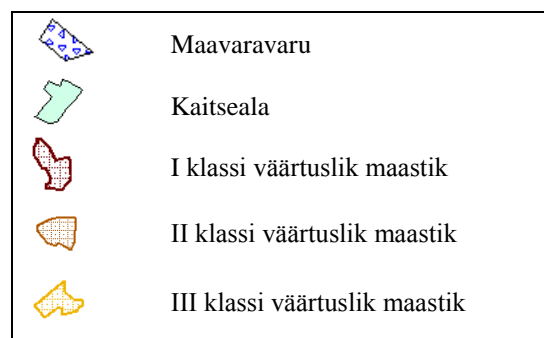 Maavaravaru
Kaitseala
I klassi väärtuslik maastik
II klassi väärtuslik maastik
III klassi väärtuslik maastik